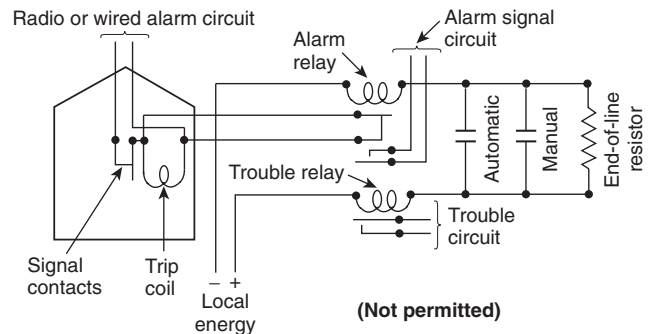 Radio or wired alarm circuit
Alarm signal
circuit
Alarm
relay
Automatic
Manual
End-of-line
resistor
Trouble relay
Trouble
circuit
Signal
contacts
Trip
coil
– +
Local
energy
(Not permitted)